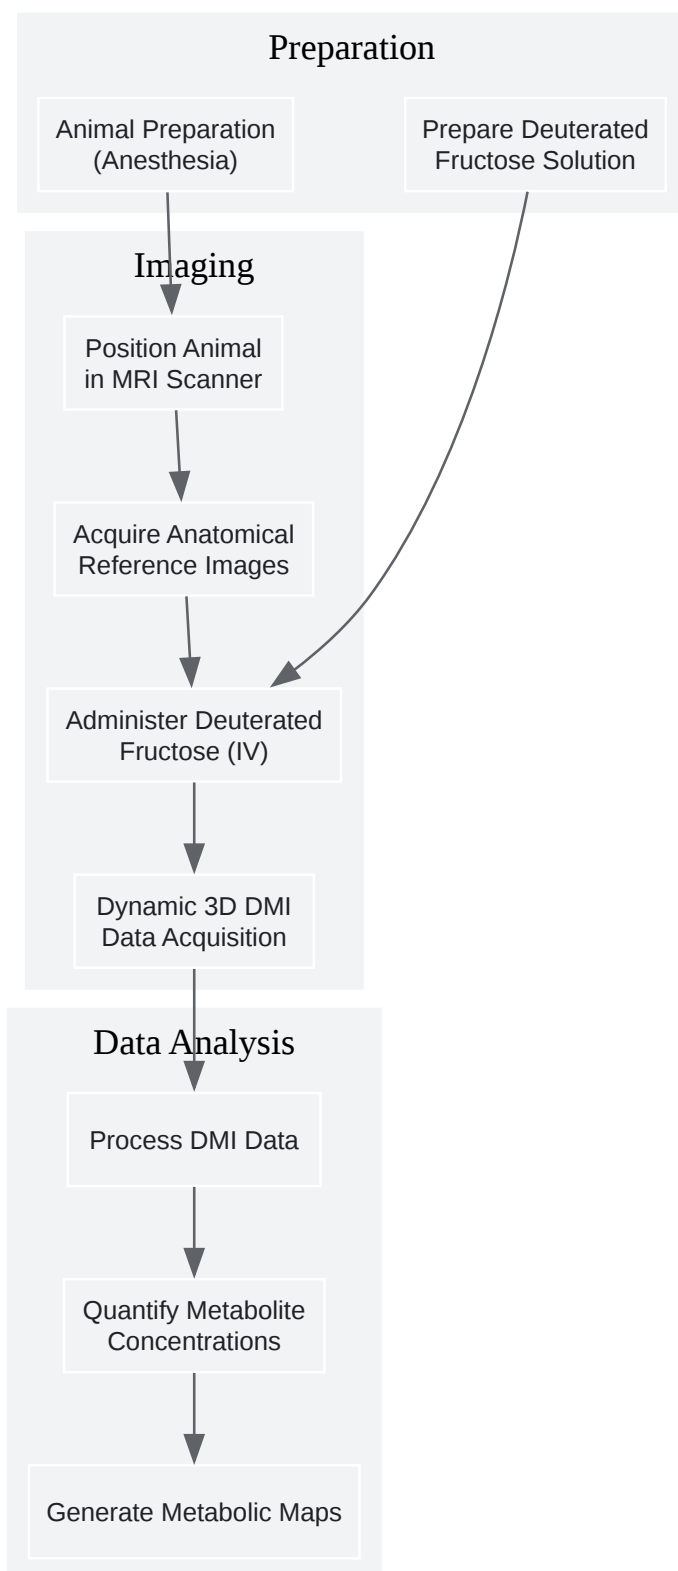 Preparation
Animal Preparation
(Anesthesia)
Prepare Deuterated
Fructose Solution
Imaging
Position Animal
in MRI Scanner
Acquire Anatomical
Reference Images
Administer Deuterated
Fructose (IV)
Dynamic 3D DMI
Data Acquisition
Data Analysis
Process DMI Data
Quantify Metabolite
Concentrations
Generate Metabolic Maps